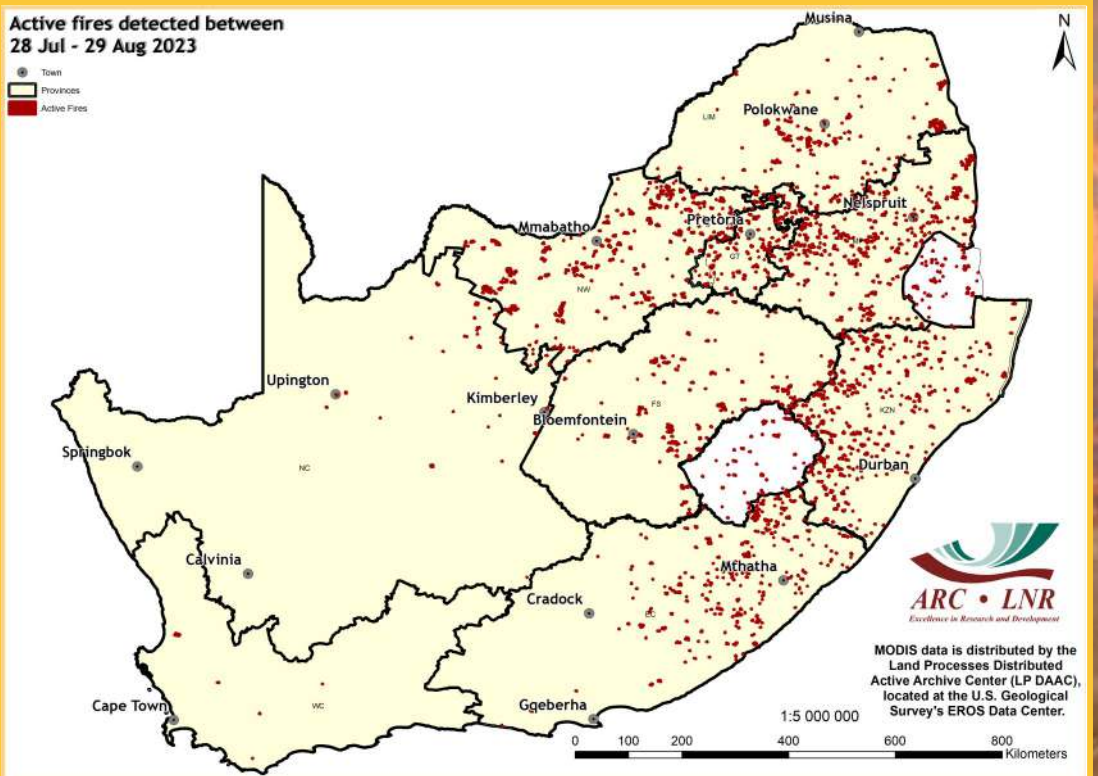 Active fires detected between
28 Jul - 29 Aug 2023
Town
Provinces
Active Fires
N
Musina
LIM
Polokwane
Nelspruit
Pretoria
GT
Mmabatho
NW
Upington
Kimberley
Bloemfontein
FS
KZN
Springbok
NC
Durban
Calvinia
Mthatha
Cradock
EC
ARC • LNR
Excellence in Research and Development
MODIS data is distributed by the
Land Processes Distributed
Active Archive Center (LP DAAC),
located at the U.S. Geological
Survey's EROS Data Center.
Cape Town
WC
Gqeberha
1:5 000 000
0 100 200 400 600 800
Kilometers